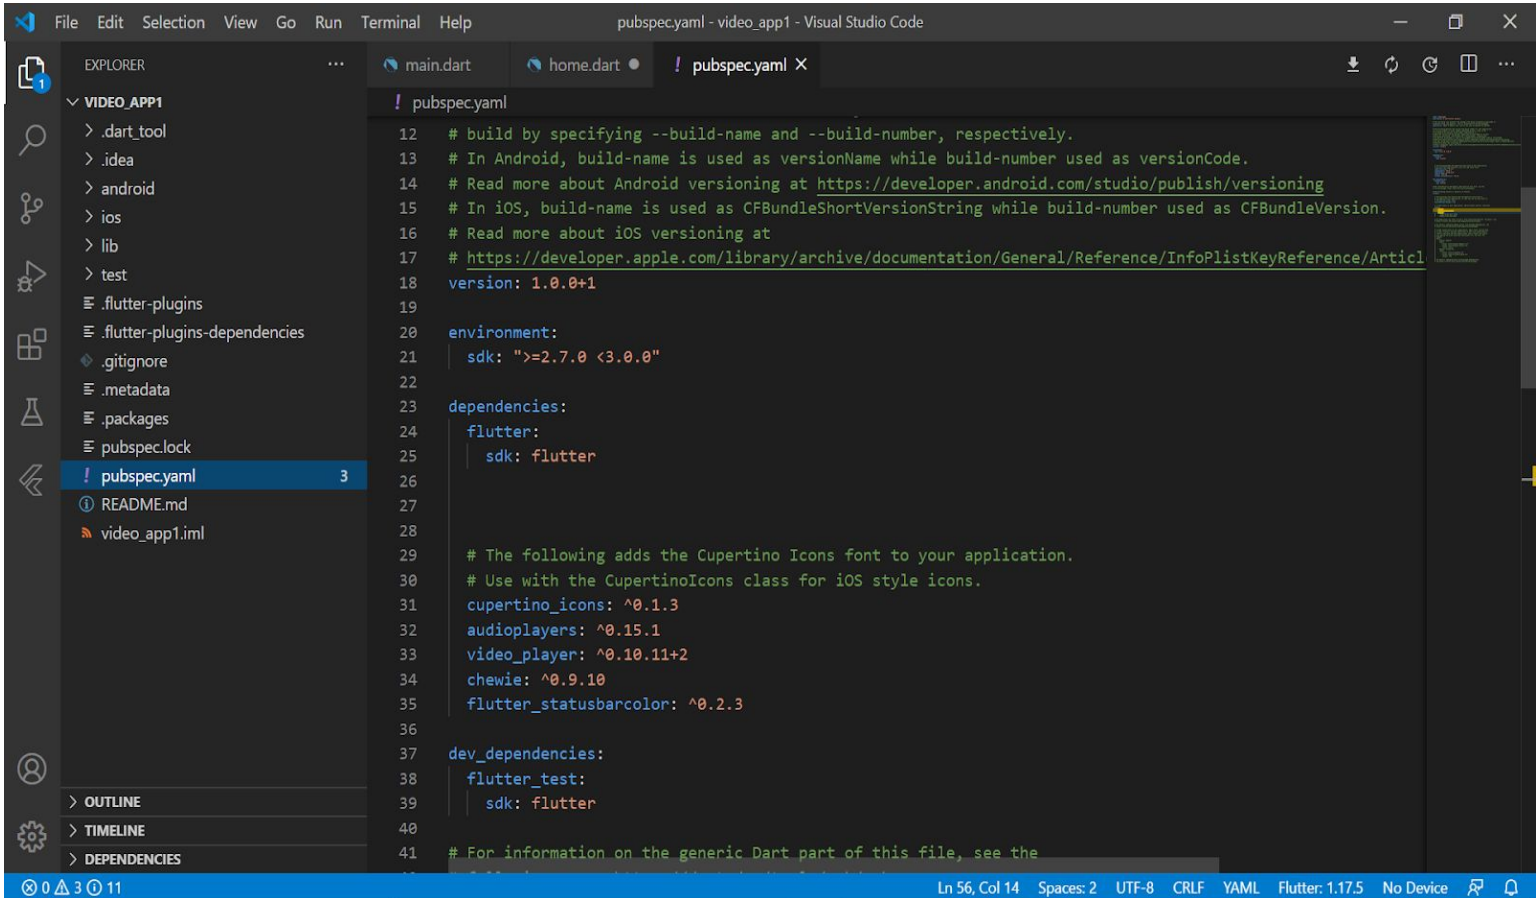 File Edit Selection View Go Run Terminal Help
pubspec.yaml - video_app1 - Visual Studio Code
EXPLORER
main.dart
home.dart
! pubspec.yaml
1
VIDEO_APP1
.dart_tool
.idea
android
ios
lib
test
.flutter-plugins
.flutter-plugins-dependencies
.gitignore
.metadata
.packages
pubspec.lock
! pubspec.yaml 3
README.md
video_app1.iml
OUTLINE
TIMELINE
DEPENDENCIES
! pubspec.yaml
12 # build by specifying --build-name and --build-number, respectively.
13 # In Android, build-name is used as versionName while build-number used as versionCode.
14 # Read more about Android versioning at https://developer.android.com/studio/publish/versioning
15 # In iOS, build-name is used as CFBundleShortVersionString while build-number used as CFBundleVersion.
16 # Read more about iOS versioning at
17 # https://developer.apple.com/library/archive/documentation/General/Reference/InfoPlistKeyReference/Articl
18 version: 1.0.0+1
19
20 environment:
21 sdk: ">=2.7.0 <3.0.0"
22
23 dependencies:
24 flutter:
25 sdk: flutter
26
27
28
29 # The following adds the Cupertino Icons font to your application.
30 # Use with the CupertinoIcons class for iOS style icons.
31 cupertino_icons: ^0.1.3
32 audioplayers: ^0.15.1
33 video_player: ^0.10.11+2
34 chewie: ^0.9.10
35 flutter_statusbarcolor: ^0.2.3
36
37 dev_dependencies:
38 flutter_test:
39 sdk: flutter
40
41 # For information on the generic Dart part of this file, see the
0 3 11
Ln 56, Col 14 Spaces: 2 UTF-8 CRLF YAML Flutter: 1.17.5 No Device